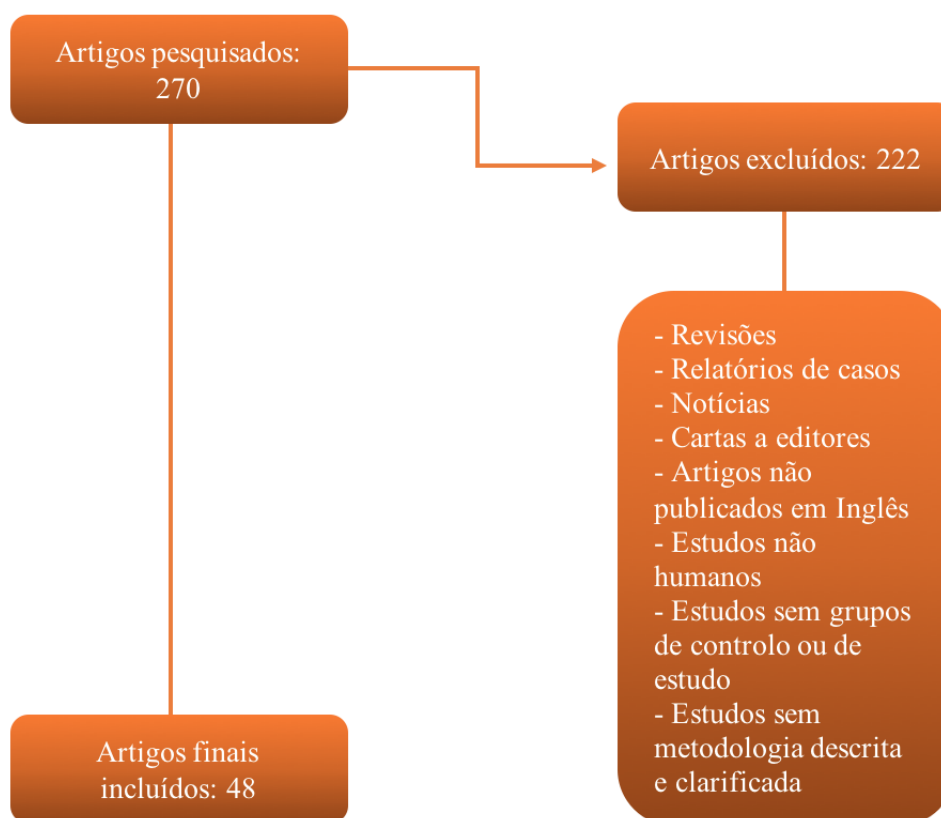 Artigos pesquisados:
270
Artigos excluídos: 222
- Revisões
- Relatórios de casos
- Notícias
- Cartas a editores
- Artigos não
publicados em Inglês
- Estudos não
humanos
- Estudos sem grupos
de controlo ou de
estudo
- Estudos sem
metodologia descrita
e clarificada
Artigos finais
incluídos: 48